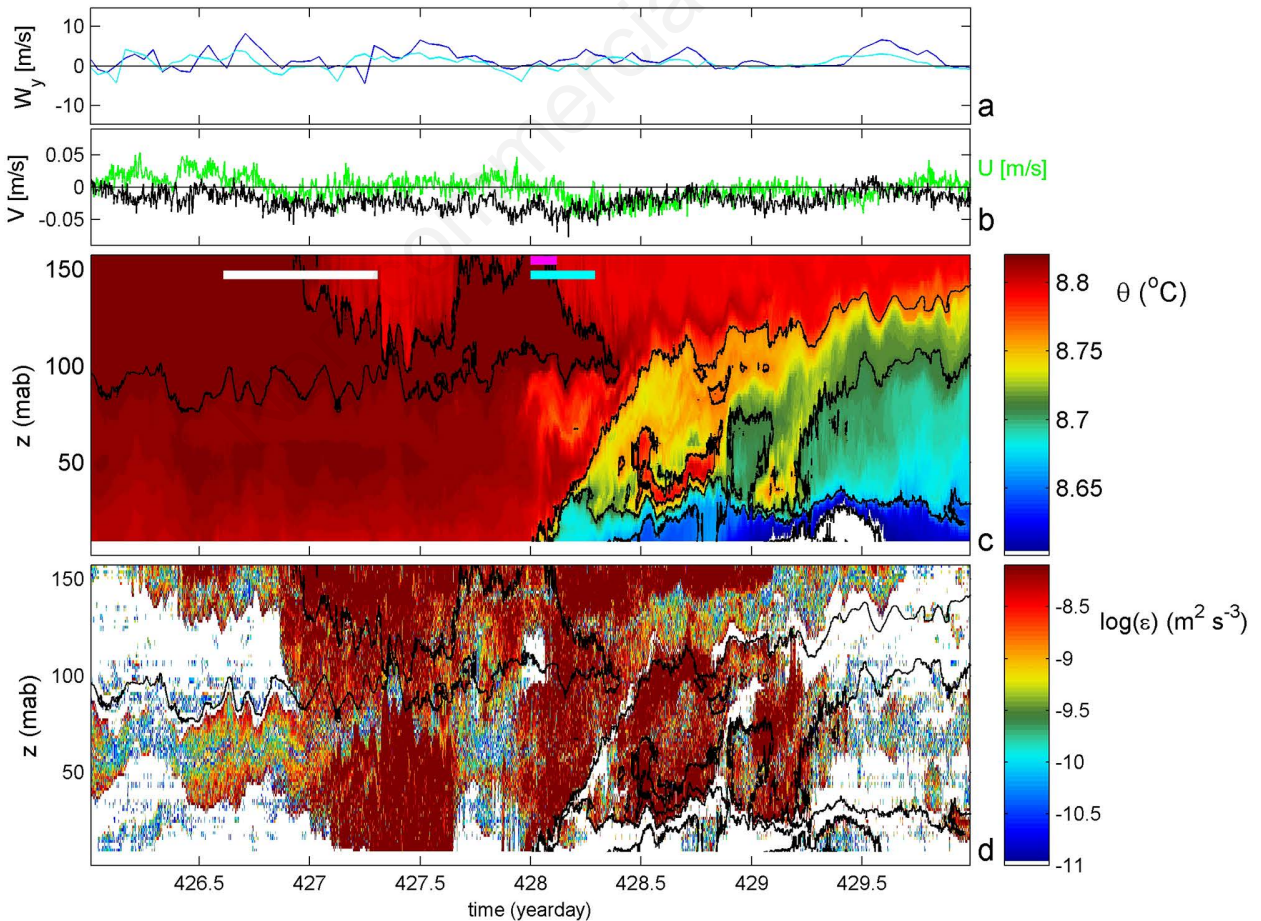 10
0
-10
W_y [m/s]
a
0.05
0
-0.05
V [m/s]
U [m/s]
b
150
100
50
z (mab)
c
8.8
8.75
8.7
8.65
θ (°C)
150
100
50
z (mab)
d
-8.5
-9
-9.5
-10
-10.5
-11
log(ε) (m² s⁻³)
426.5 427 427.5 428 428.5 429 429.5
time (yearday)
ommercia